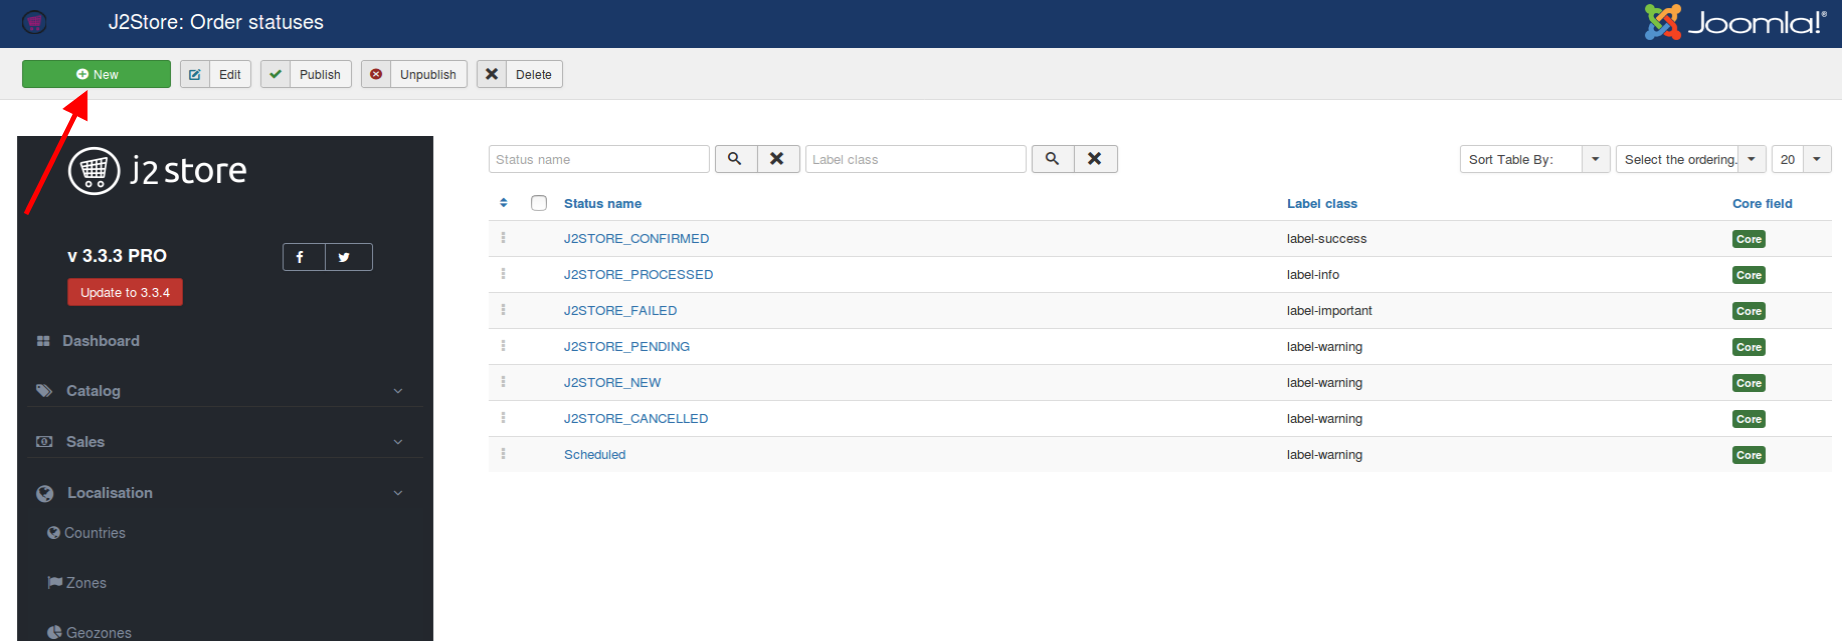 J2Store: Order statuses
Joomla!®
New Edit Publish Unpublish Delete
j2store
v 3.3.3 PRO
Update to 3.3.4
Dashboard
Catalog
Sales
Localisation
Countries
Zones
Geozones
Status name Label class Sort Table By: Select the ordering. 20
Status name Label class Core field
J2STORE_CONFIRMED label-success Core
J2STORE_PROCESSED label-info Core
J2STORE_FAILED label-important Core
J2STORE_PENDING label-warning Core
J2STORE_NEW label-warning Core
J2STORE_CANCELLED label-warning Core
Scheduled label-warning Core